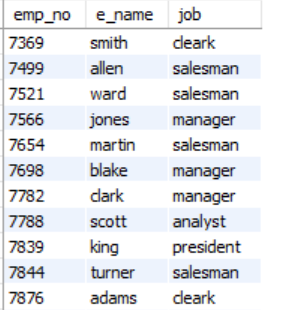 emp_no e_name job
7369 smith cleark
7499 allen salesman
7521 ward salesman
7566 jones manager
7654 martin salesman
7698 blake manager
7782 clark manager
7788 scott analyst
7839 king president
7844 turner salesman
7876 adams cleark